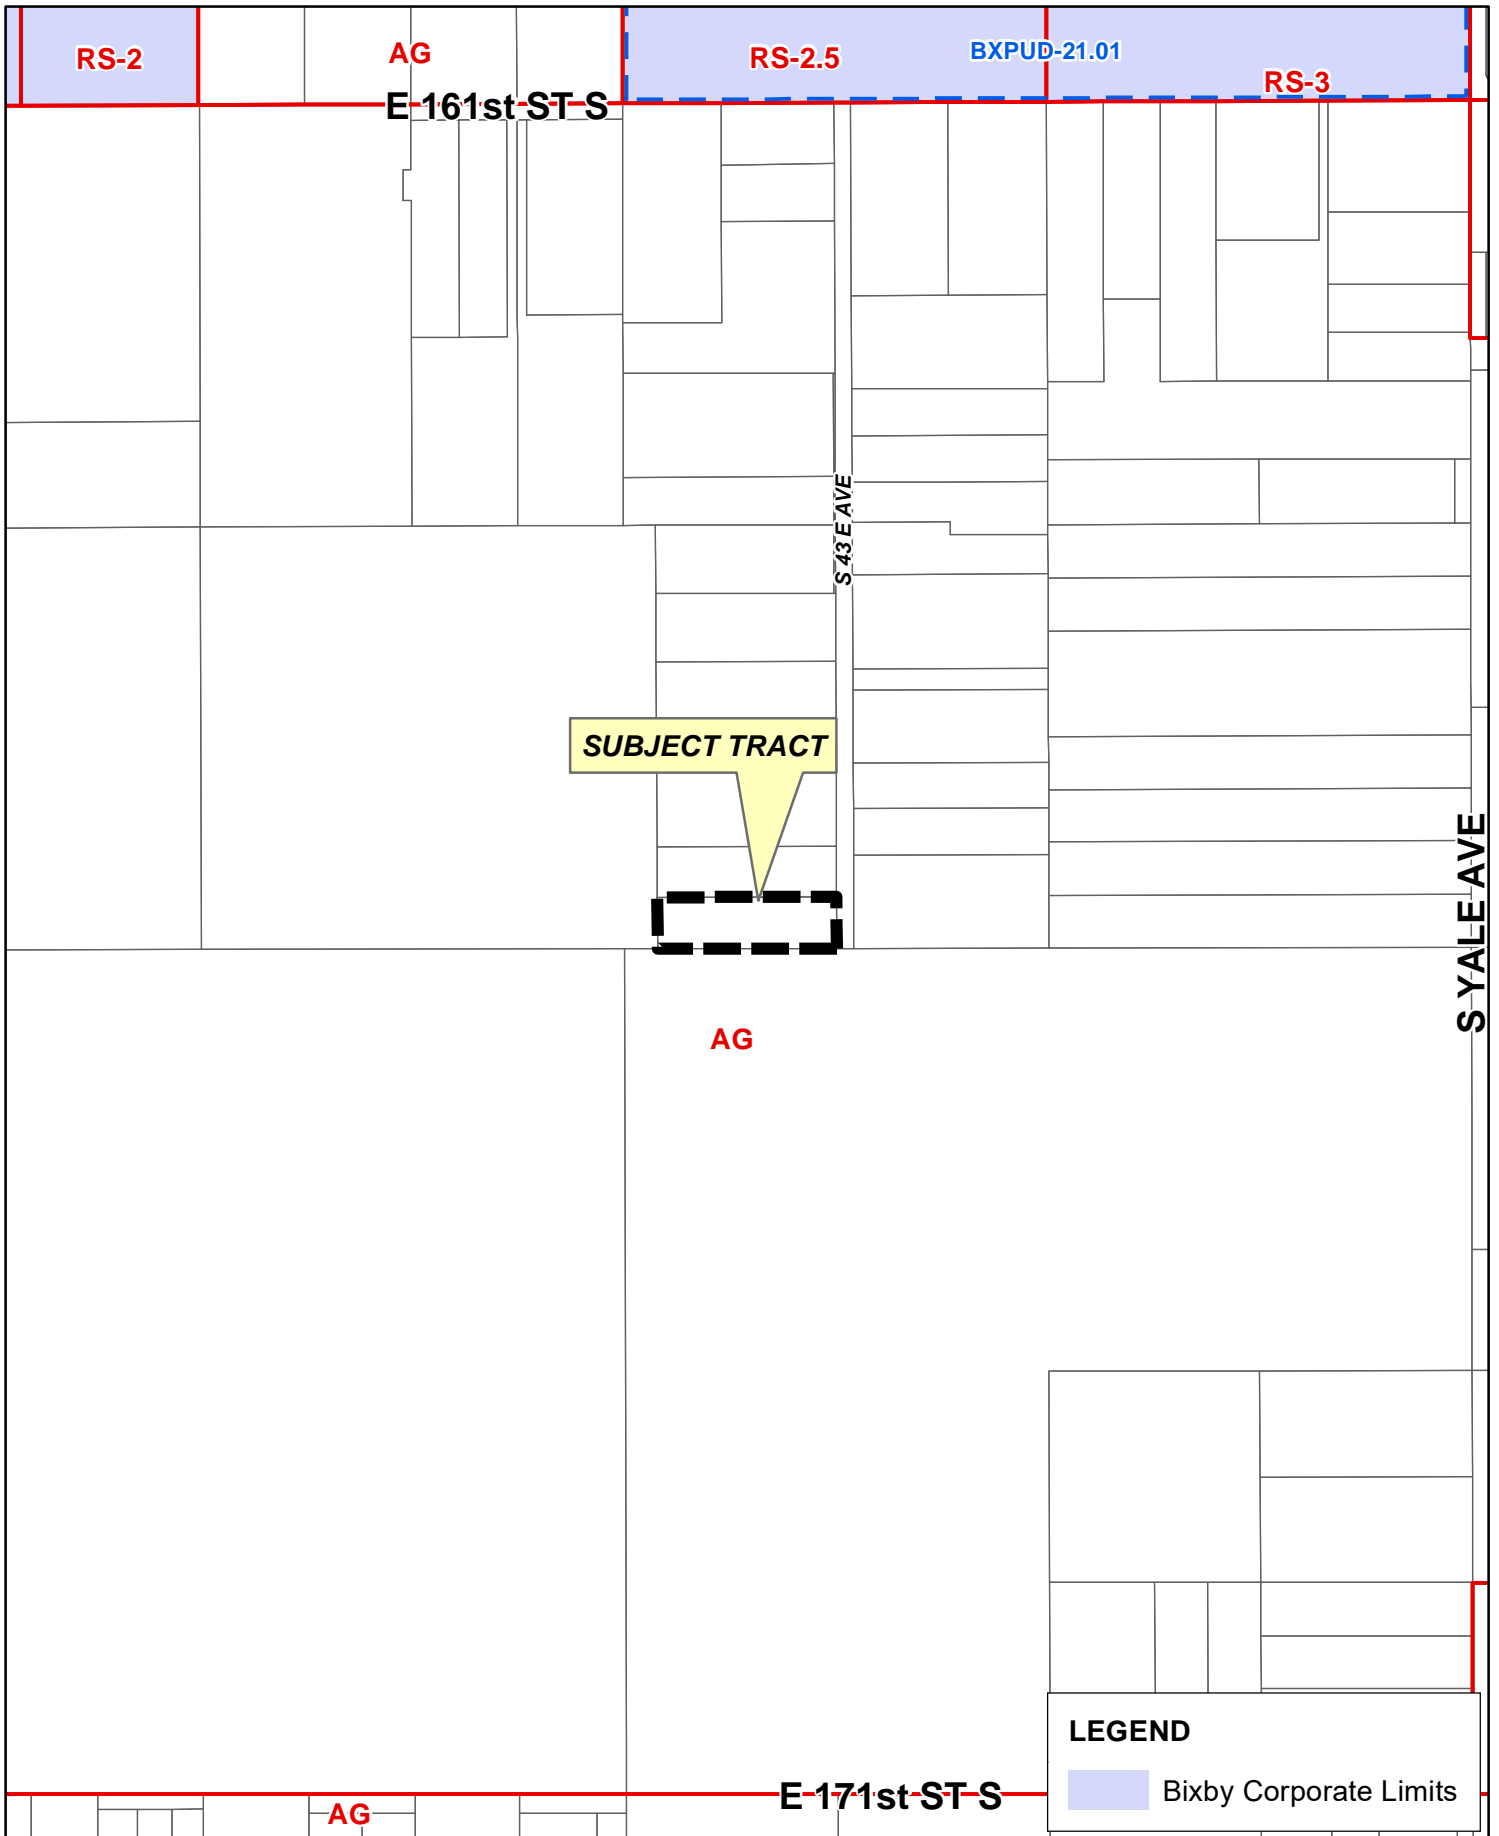 RS-2
AG
RS-2.5
BXPUD-21.01
RS-3
E 161st ST S
S 43 E AVE
SUBJECT TRACT
S YALE AVE
AG
LEGEND
Bixby Corporate Limits
E 171st ST S
AG